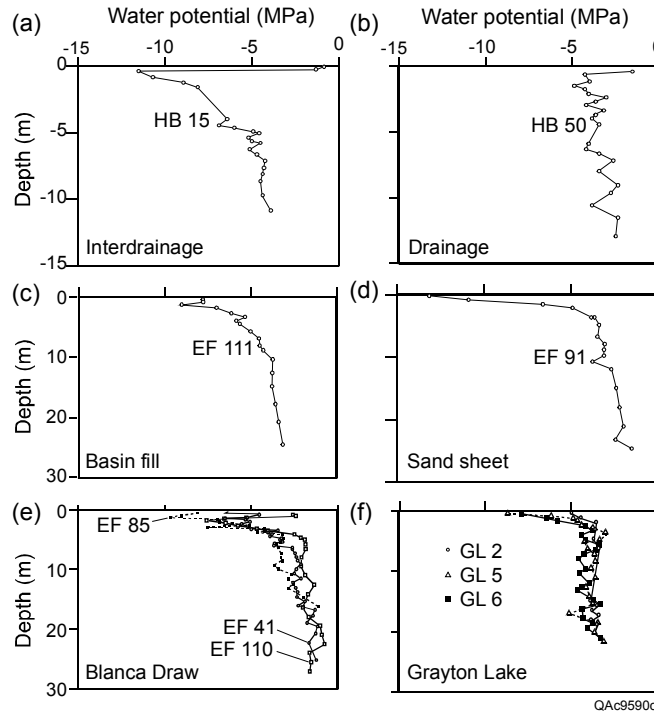 Water potential (MPa)
Water potential (MPa)
(a)
-15 -10 -5 0
0
-5
-10
-15
Depth (m)
HB 15
Interdrainage
(b)
-15 -10 -5 0
HB 50
Drainage
(c)
0
10
20
30
Depth (m)
EF 111
Basin fill
(d)
EF 91
Sand sheet
(e)
0
10
20
30
Depth (m)
EF 85
EF 41
EF 110
Blanca Draw
(f)
GL 2
GL 5
GL 6
Grayton Lake
QAc9590c